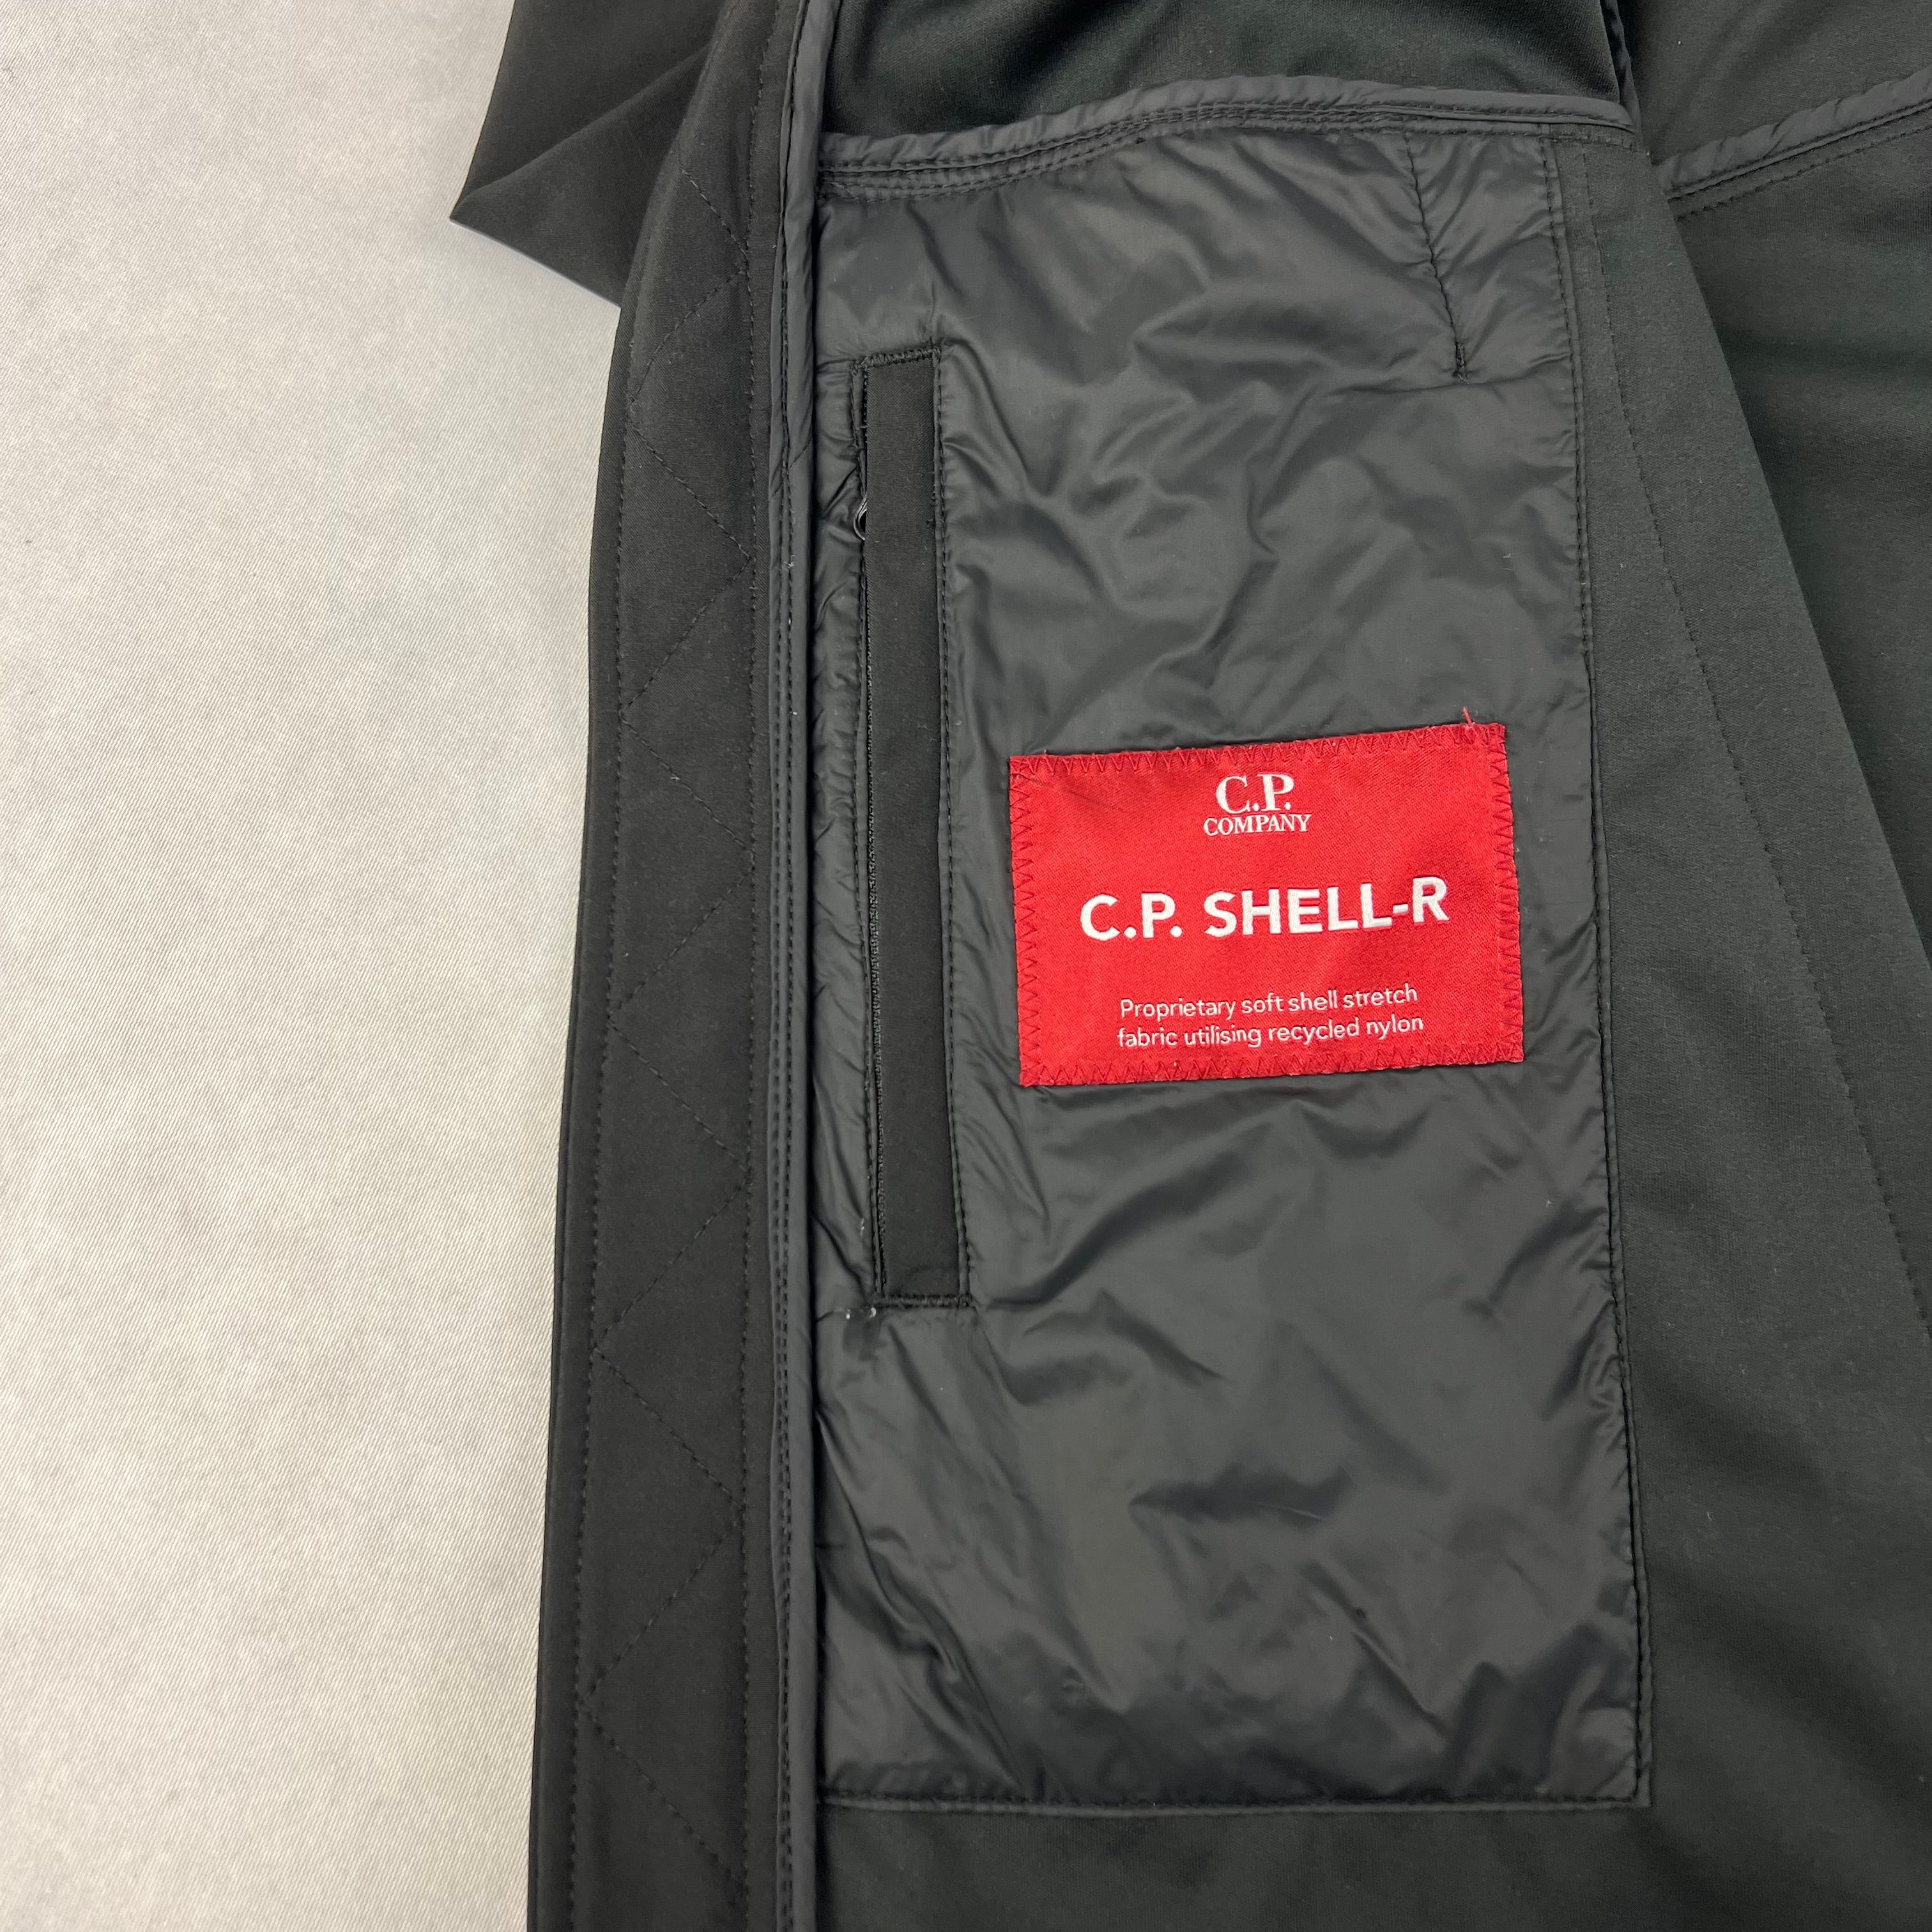 C.P.
COMPANY
C.P. SHELL-R
Proprietary soft shell stretch
fabric utilising recycled nylon